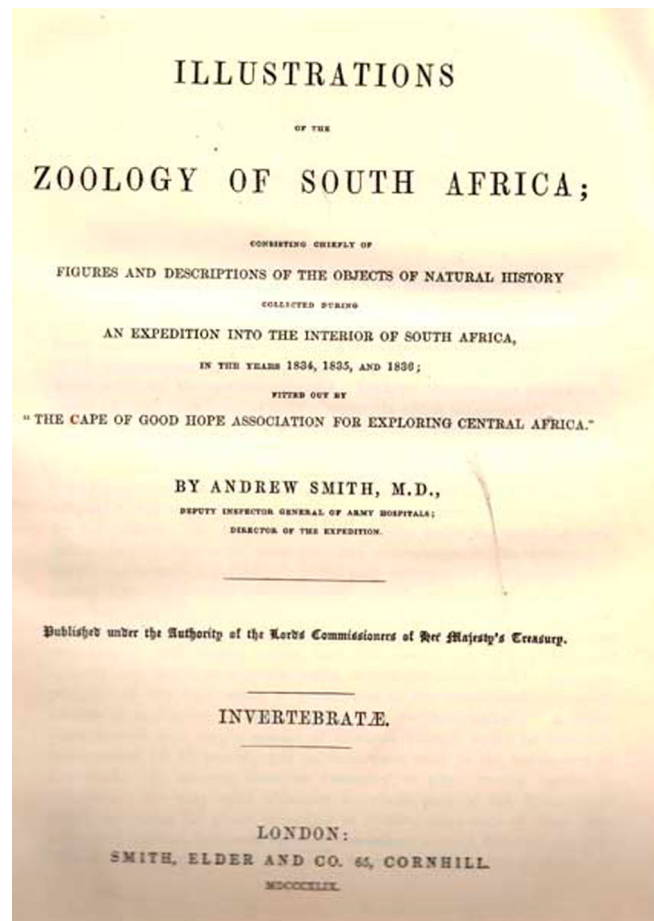 ILLUSTRATIONS
OF THE
ZOOLOGY OF SOUTH AFRICA;
CONSISTING CHIEFLY OF
FIGURES AND DESCRIPTIONS OF THE OBJECTS OF NATURAL HISTORY
COLLECTED DURING
AN EXPEDITION INTO THE INTERIOR OF SOUTH AFRICA,
IN THE YEARS 1834, 1835, AND 1836;
FITTED OUT BY
"THE CAPE OF GOOD HOPE ASSOCIATION FOR EXPLORING CENTRAL AFRICA."
BY ANDREW SMITH, M.D.,
DEPUTY INSPECTOR GENERAL OF ARMY HOSPITALS;
DIRECTOR OF THE EXPEDITION.
Published under the Authority of the Lords Commissioners of Her Majesty's Treasury.
INVERTEBRATÆ.
LONDON:
SMITH, ELDER AND CO. 65, CORNHILL.
MDCCCXLIX.